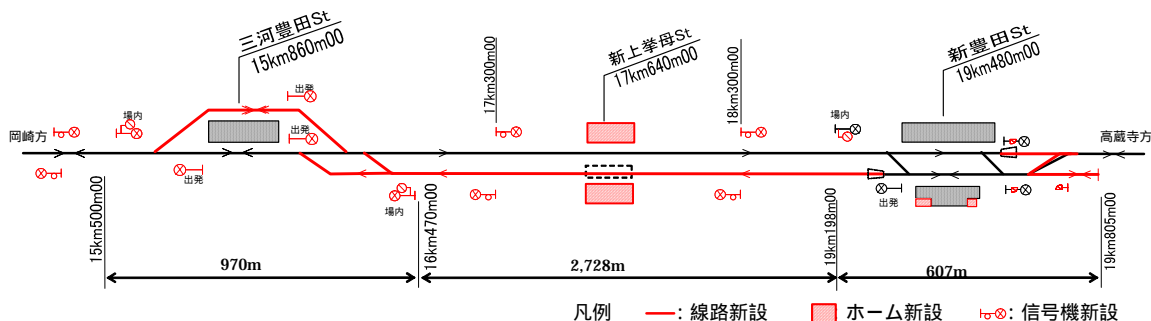 三河豊田St
15km860m00
新上挙母St
17km640m00
新豊田St
19km480m00
17km300m00
18km300m00
出発
場内
出発
場内
岡崎方
高蔵寺方
出発
場内
出発
15km500m00
16km470m00
19km198m00
19km805m00
970m
2,728m
607m
凡例
：線路新設
ホーム新設
：信号機新設